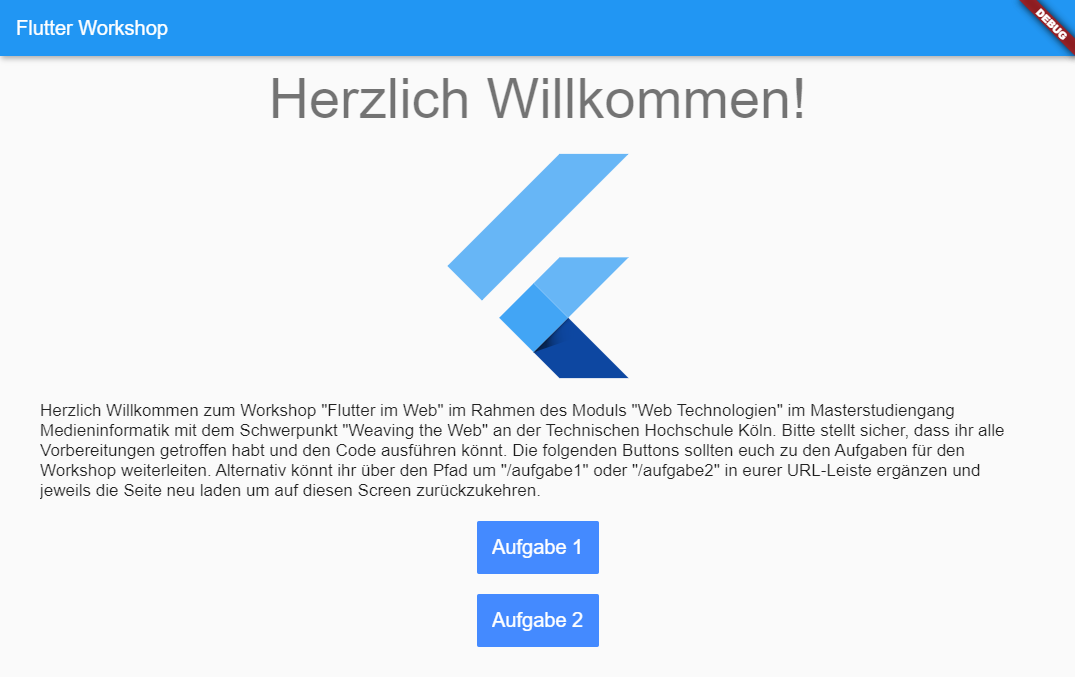 Flutter Workshop
DEBUG
Herzlich Willkommen!
Herzlich Willkommen zum Workshop "Flutter im Web" im Rahmen des Moduls "Web Technologien" im Masterstudiengang
Medieninformatik mit dem Schwerpunkt "Weaving the Web" an der Technischen Hochschule Köln. Bitte stellt sicher, dass ihr alle
Vorbereitungen getroffen habt und den Code ausführen könnt. Die folgenden Buttons sollten euch zu den Aufgaben für den
Workshop weiterleiten. Alternativ könnt ihr über den Pfad um "/aufgabe1" oder "/aufgabe2" in eurer URL-Leiste ergänzen und
jeweils die Seite neu laden um auf diesen Screen zurückzukehren.
Aufgabe 1
Aufgabe 2